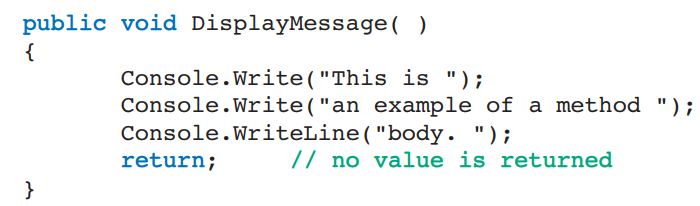 public void DisplayMessage( )
{
Console.Write("This is ");
Console.Write("an example of a method ");
Console.WriteLine("body. ");
return; // no value is returned
}